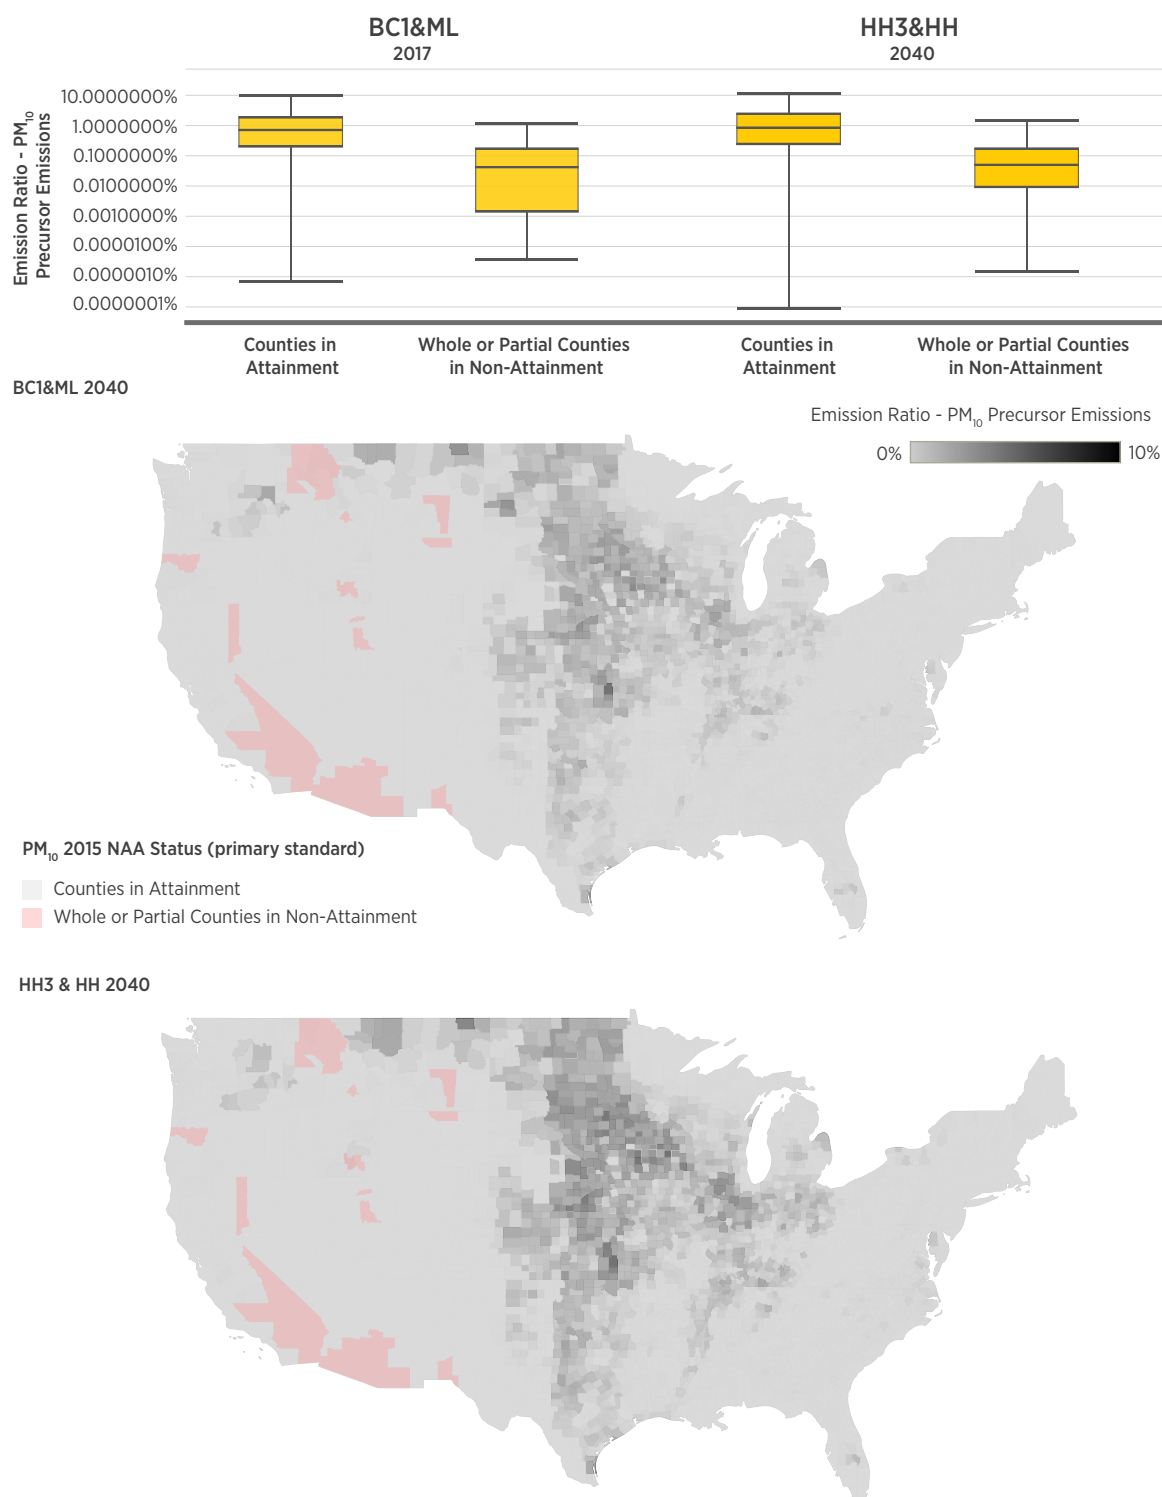 BC1&ML
2017
HH3&HH
2040
Emission Ratio - PM10
Precursor Emissions
10.0000000%
1.0000000%
0.1000000%
0.0100000%
0.0010000%
0.0000100%
0.0000010%
0.0000001%
Counties in
Attainment
Whole or Partial Counties
in Non-Attainment
Counties in
Attainment
Whole or Partial Counties
in Non-Attainment
BC1&ML 2040
Emission Ratio - PM10 Precursor Emissions
0%
10%
PM10 2015 NAA Status (primary standard)
Counties in Attainment
Whole or Partial Counties in Non-Attainment
HH3 & HH 2040